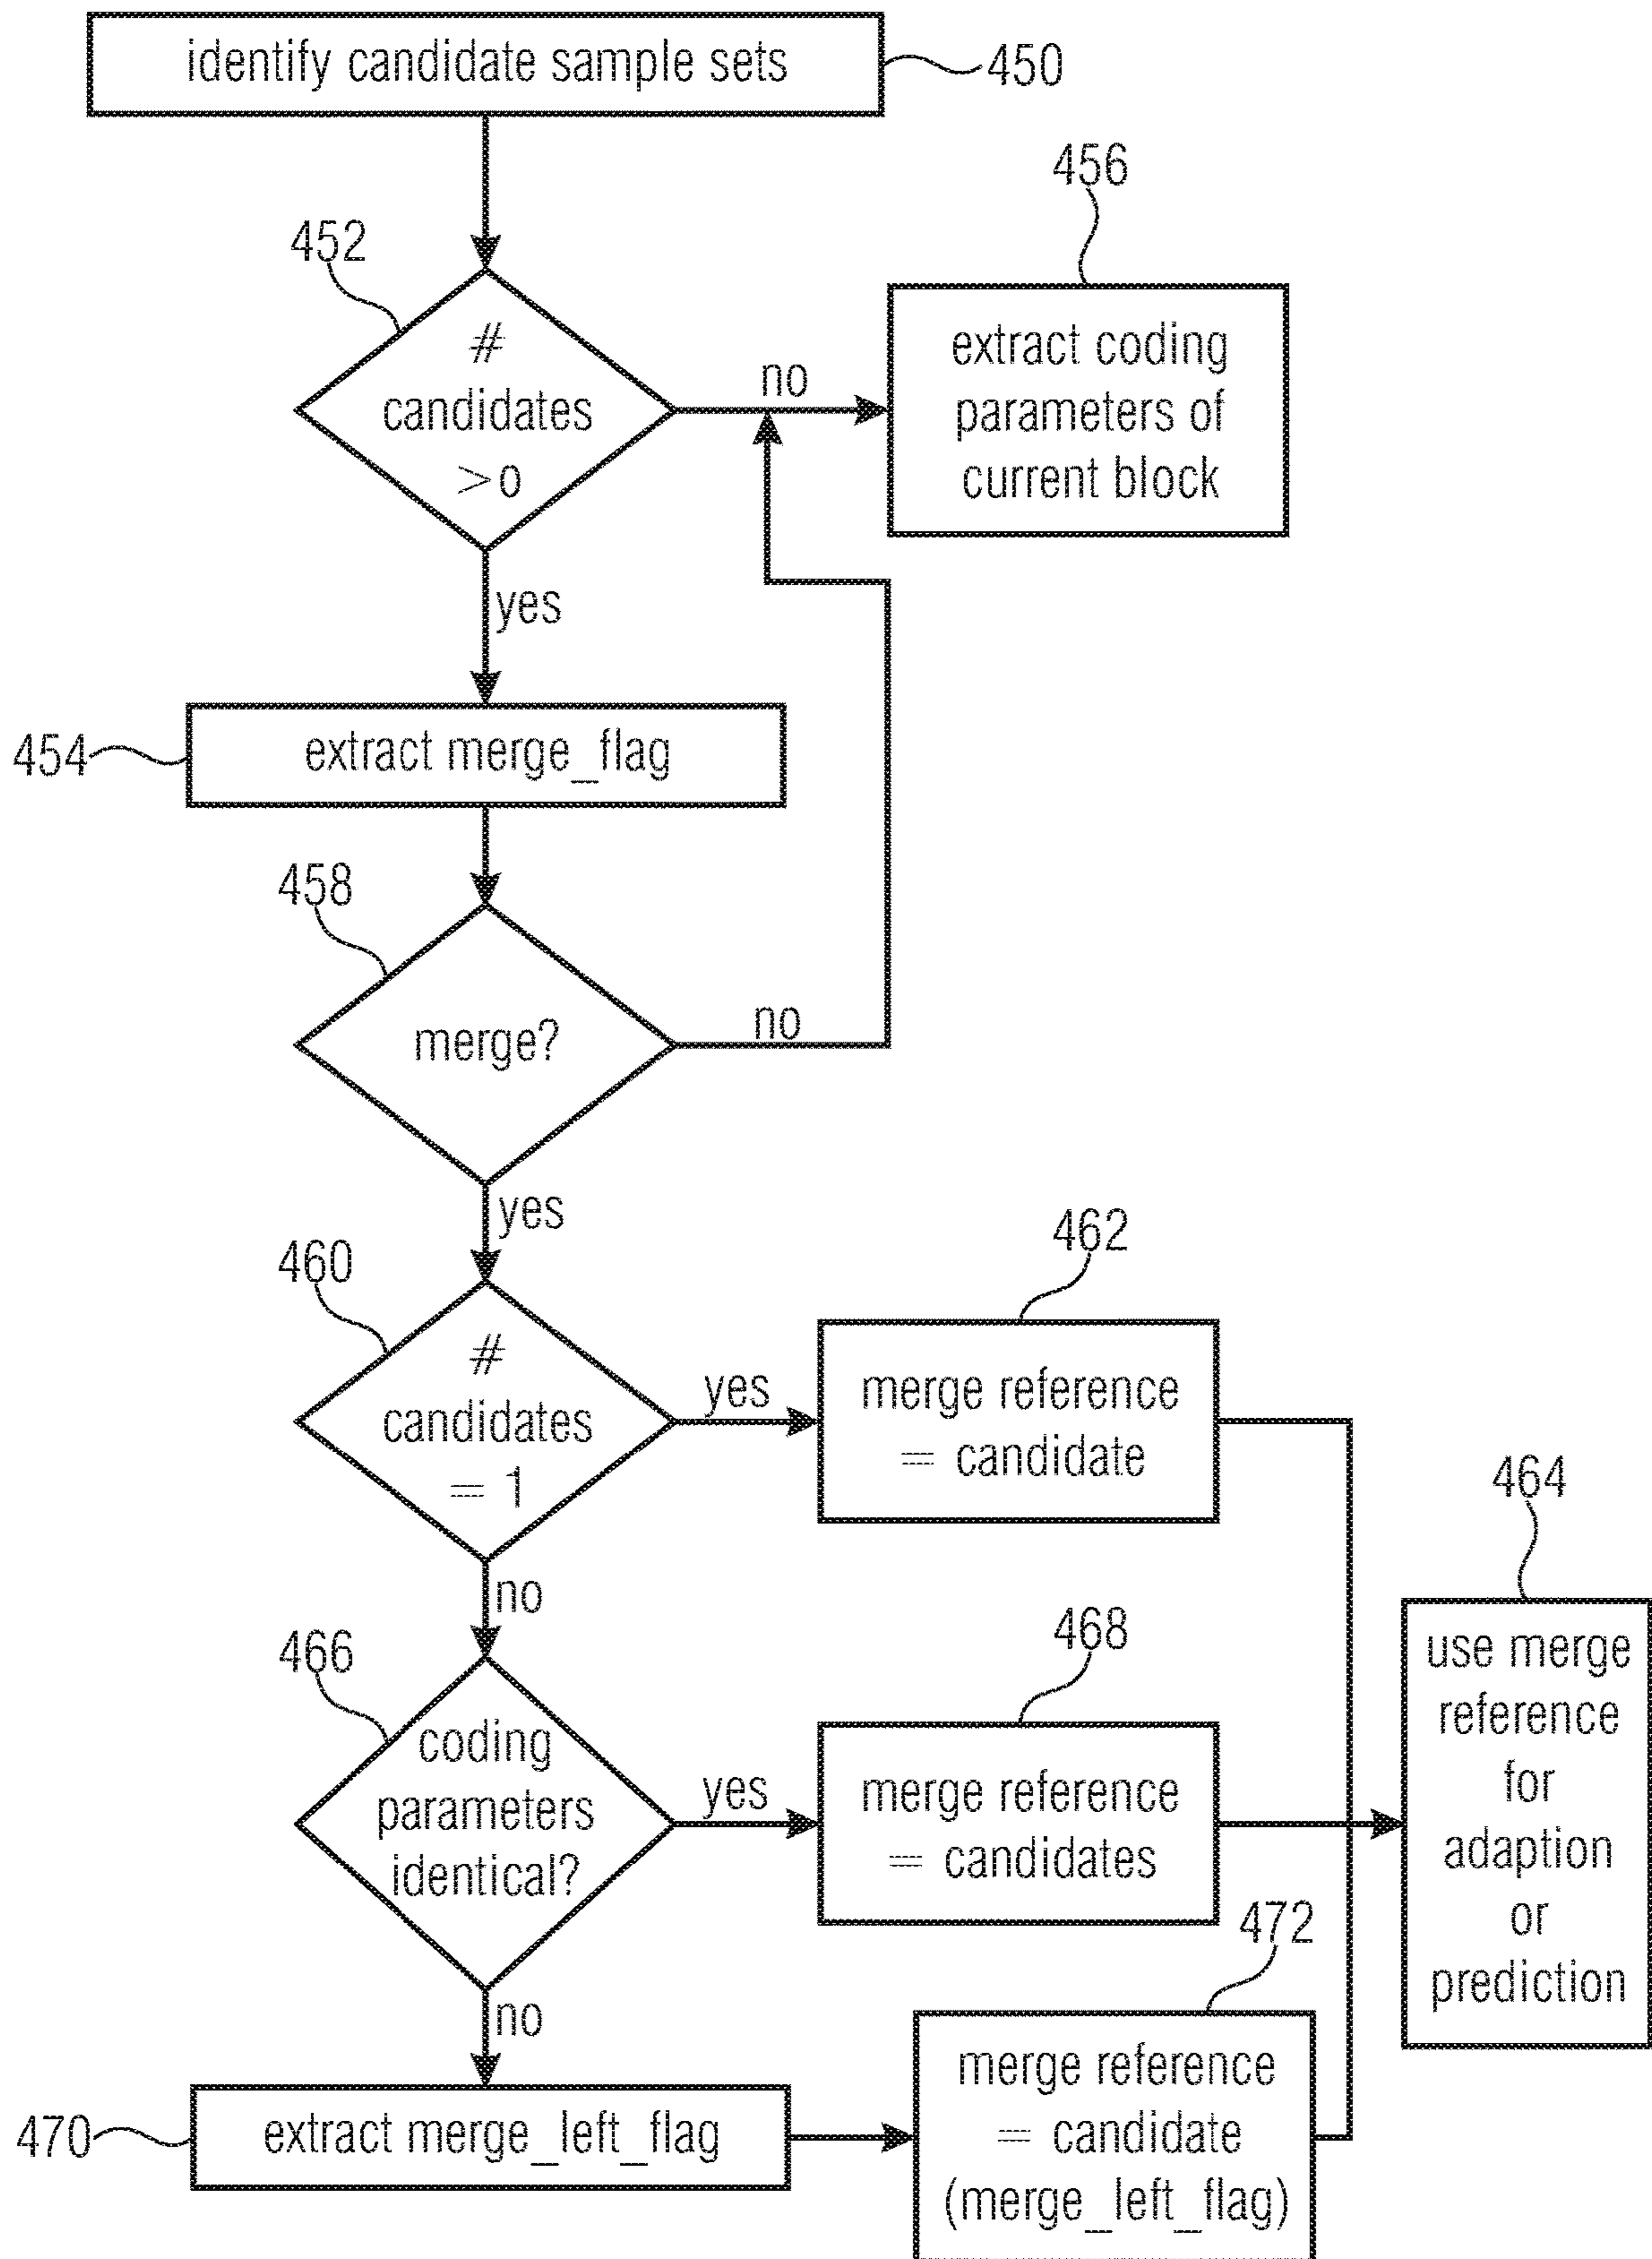 identify candidate sample sets
450
456
452
#
candidates
>0
no
extract coding
parameters of
current block
yes
454
extract merge_flag
458
merge?
no
yes
460
#
candidates
= 1
yes
462
merge reference
= candidate
464
use merge
reference
for
adaption
or
prediction
no
466
coding
parameters
identical?
yes
468
merge reference
= candidates
472
no
470
extract merge_left_flag
merge reference
= candidate
(merge_left_flag)